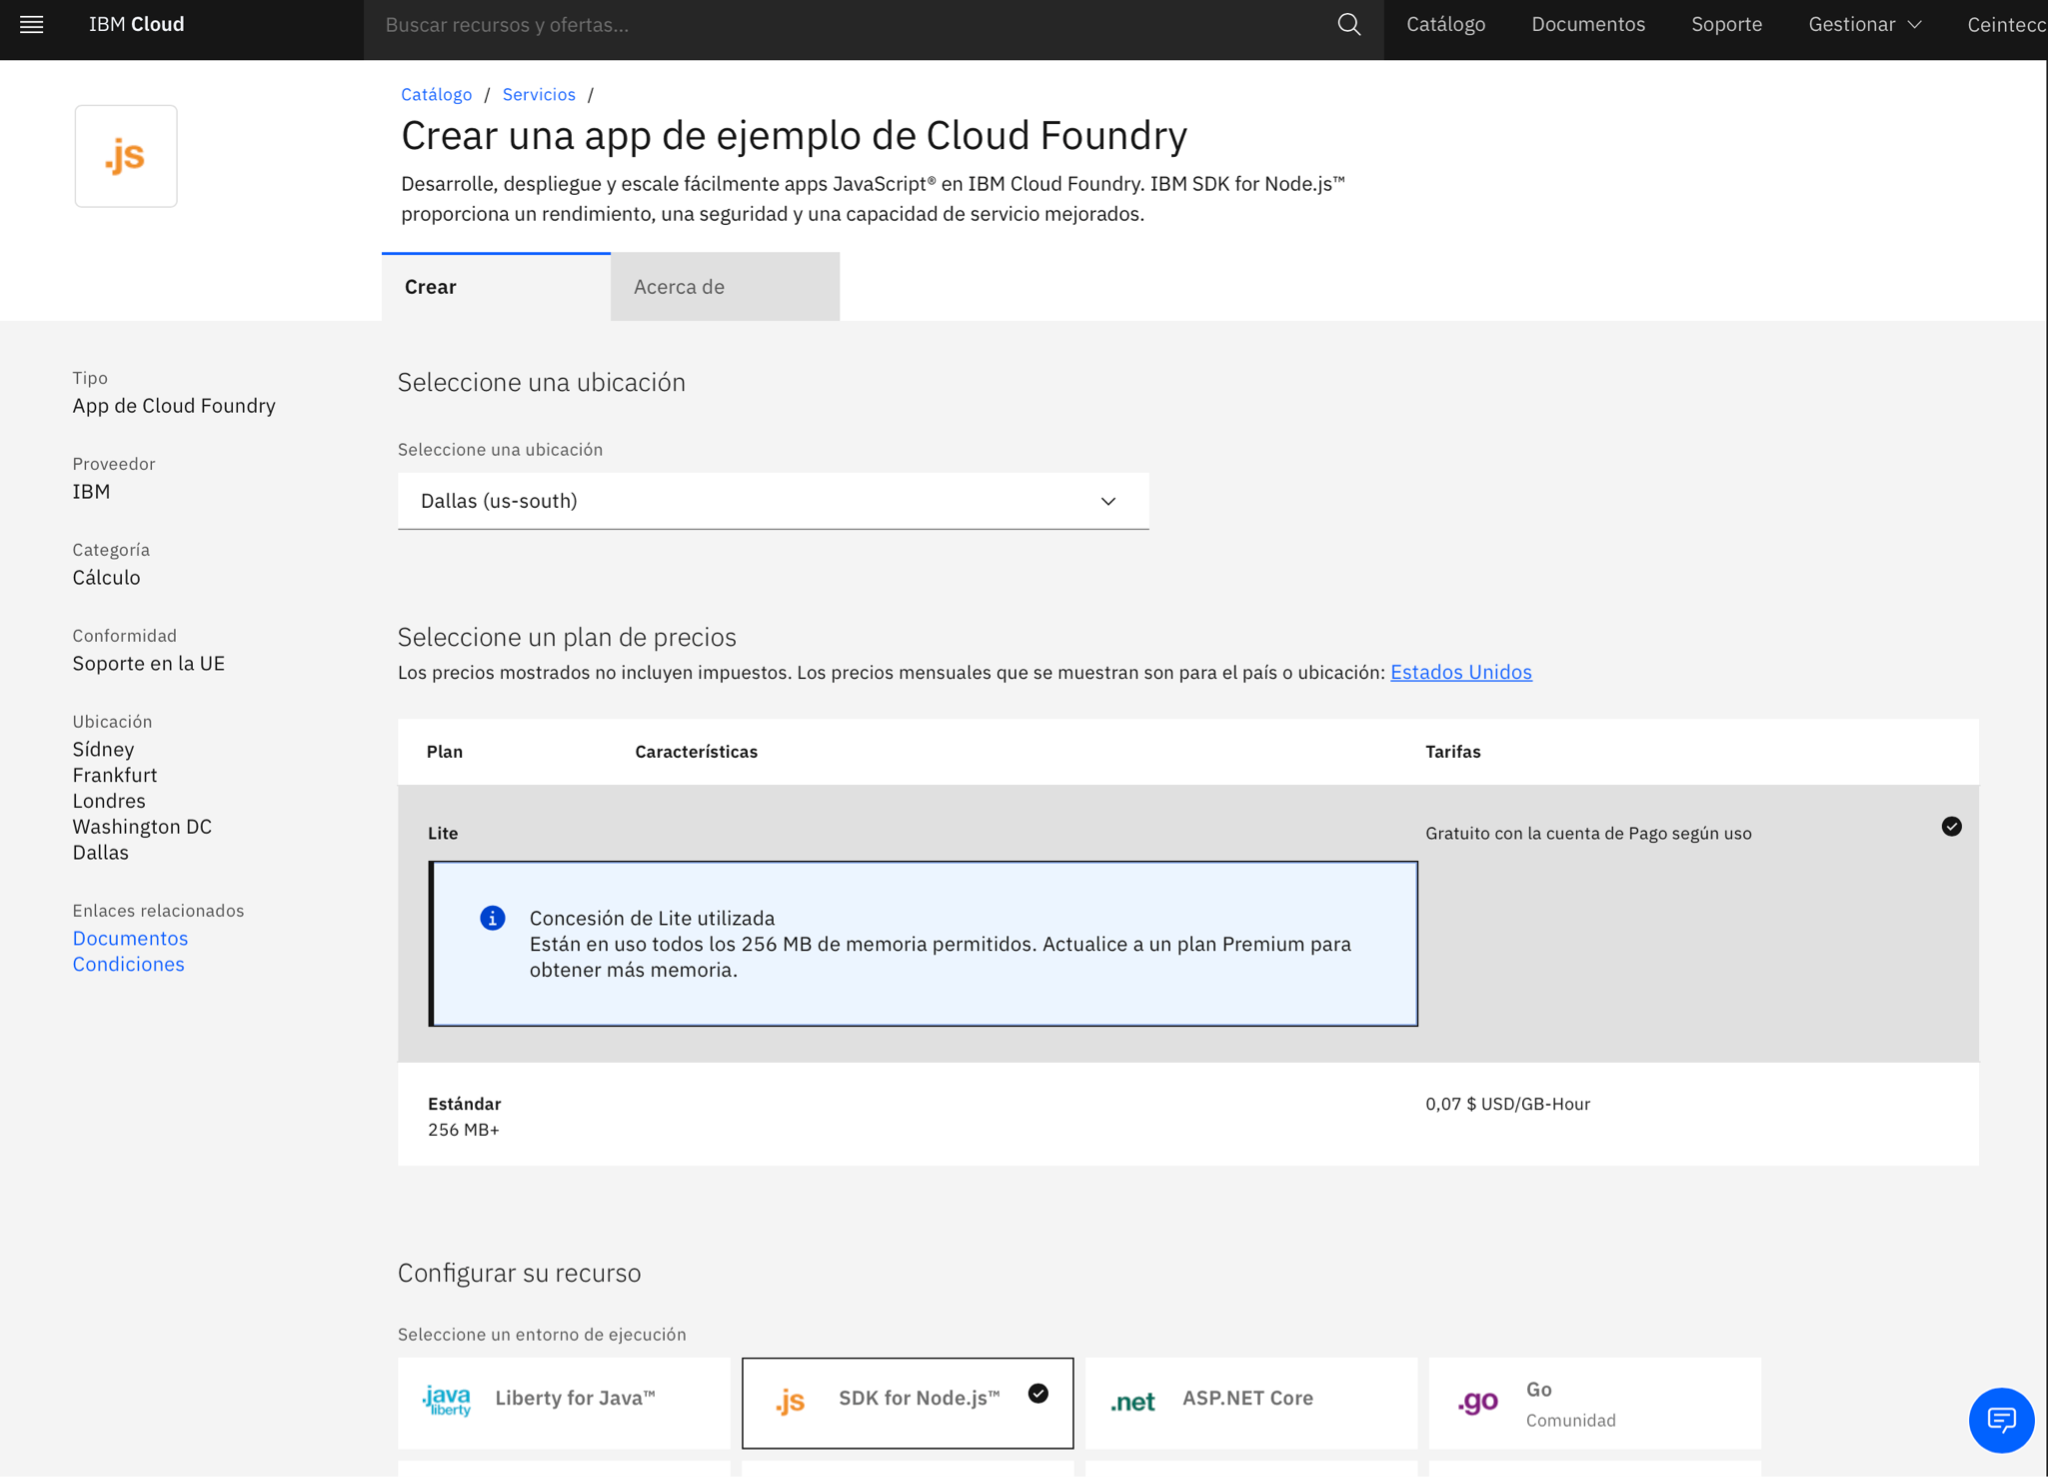 IBM Cloud
Buscar recursos y ofertas...
Catálogo
Documentos
Soporte
Gestionar
Ceintecc
Catálogo / Servicios /
.js
Crear una app de ejemplo de Cloud Foundry
Desarrolle, despliegue y escale fácilmente apps JavaScript® en IBM Cloud Foundry. IBM SDK for Node.js™
proporciona un rendimiento, una seguridad y una capacidad de servicio mejorados.
Crear
Acerca de
Tipo
App de Cloud Foundry
Proveedor
IBM
Categoría
Cálculo
Conformidad
Soporte en la UE
Ubicación
Sídney
Frankfurt
Londres
Washington DC
Dallas
Enlaces relacionados
Documentos
Condiciones
Seleccione una ubicación
Seleccione una ubicación
Dallas (us-south)
Seleccione un plan de precios
Los precios mostrados no incluyen impuestos. Los precios mensuales que se muestran son para el país o ubicación: Estados Unidos
Plan
Características
Tarifas
Lite
Gratuito con la cuenta de Pago según uso
Concesión de Lite utilizada
Están en uso todos los 256 MB de memoria permitidos. Actualice a un plan Premium para
obtener más memoria.
Estándar
256 MB+
0,07 $ USD/GB-Hour
Configurar su recurso
Seleccione un entorno de ejecución
.java
liberty
Liberty for Java™
.js
SDK for Node.js™
.net
ASP.NET Core
.go
Go
Comunidad